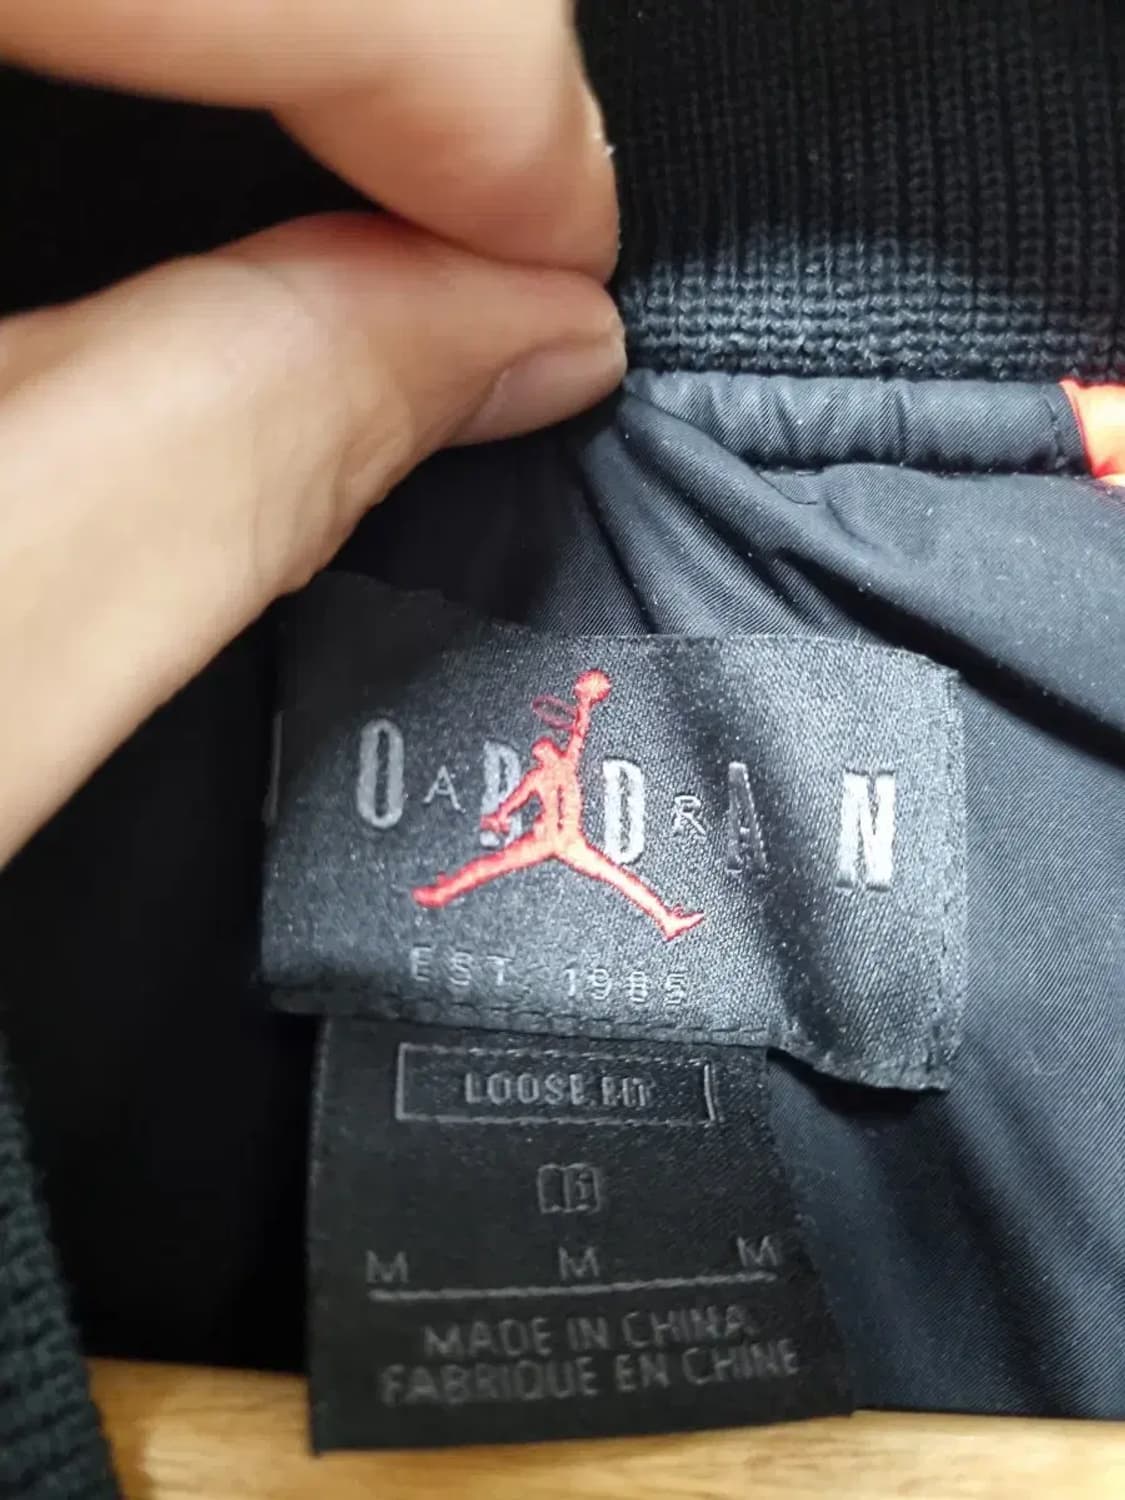 JORDAN
AIR
EST. 1985
LOOSE FIT
M M M
MADE IN CHINA
FABRIQUE EN CHINE